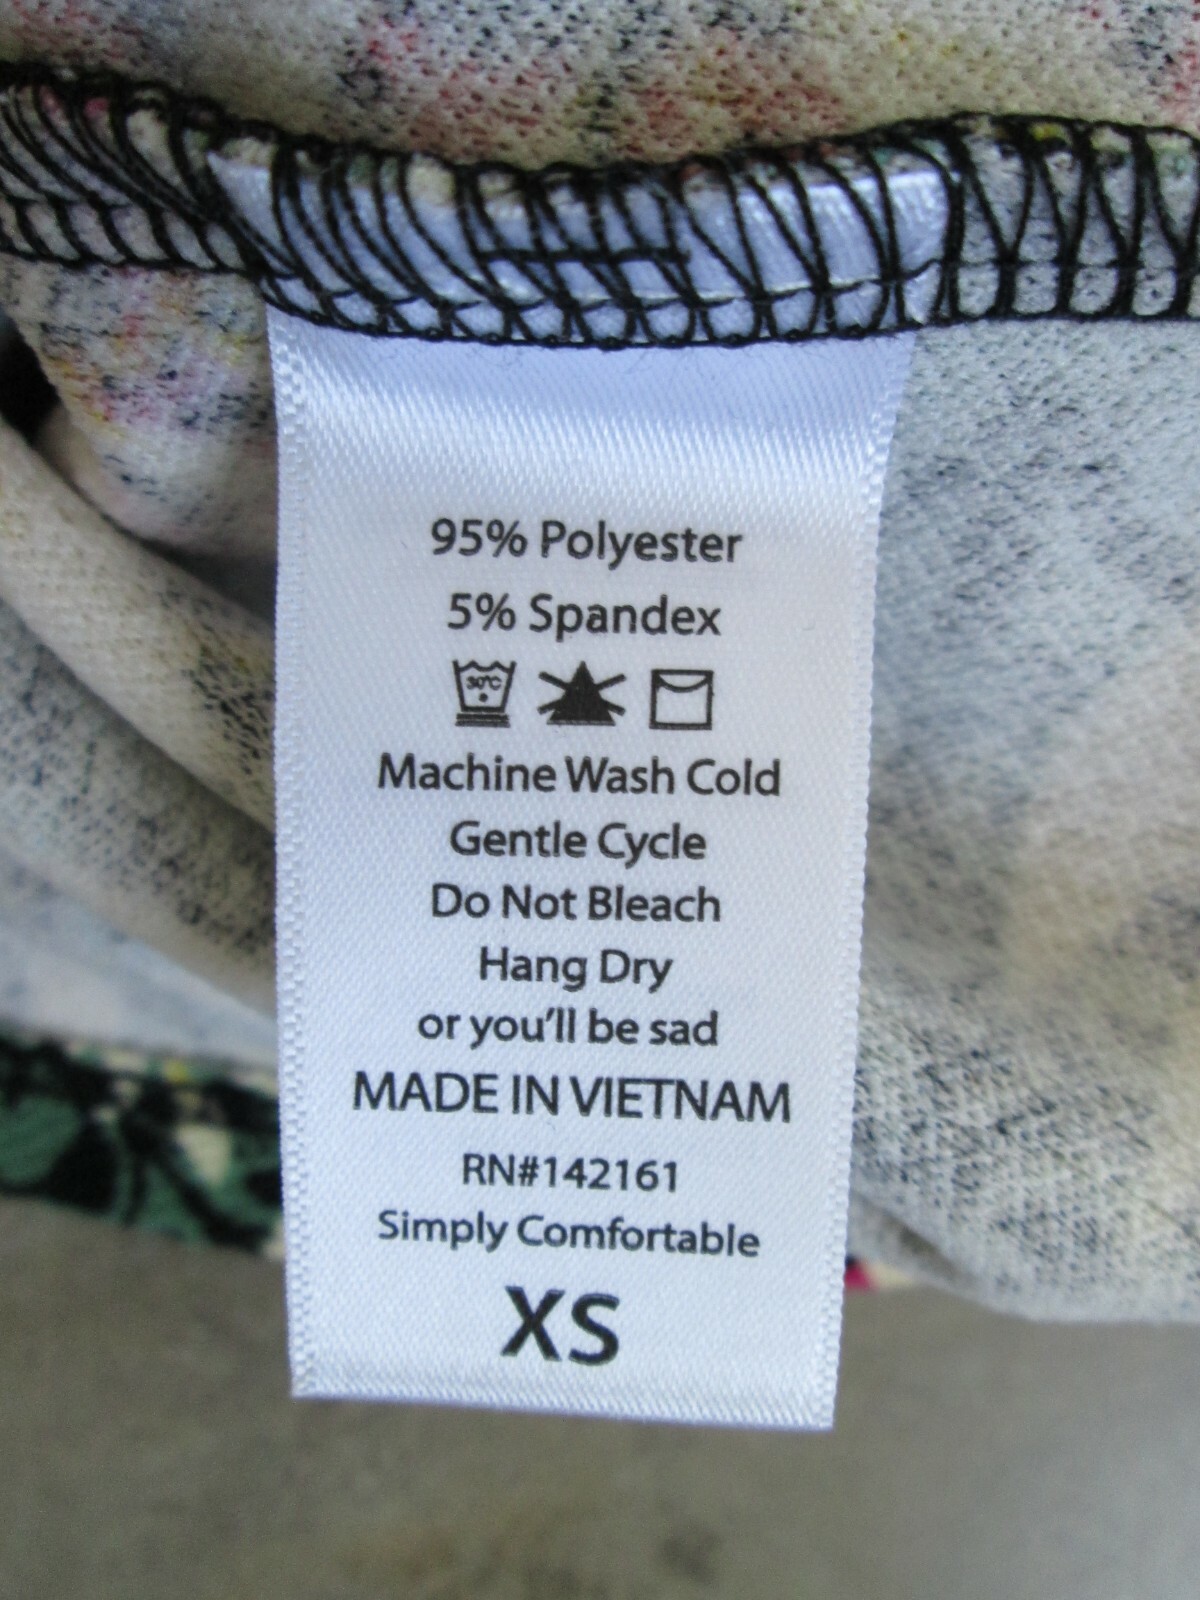 95% Polyester
5% Spandex
30°C
Machine Wash Cold
Gentle Cycle
Do Not Bleach
Hang Dry
or you'll be sad
MADE IN VIETNAM
RN#142161
Simply Comfortable
XS